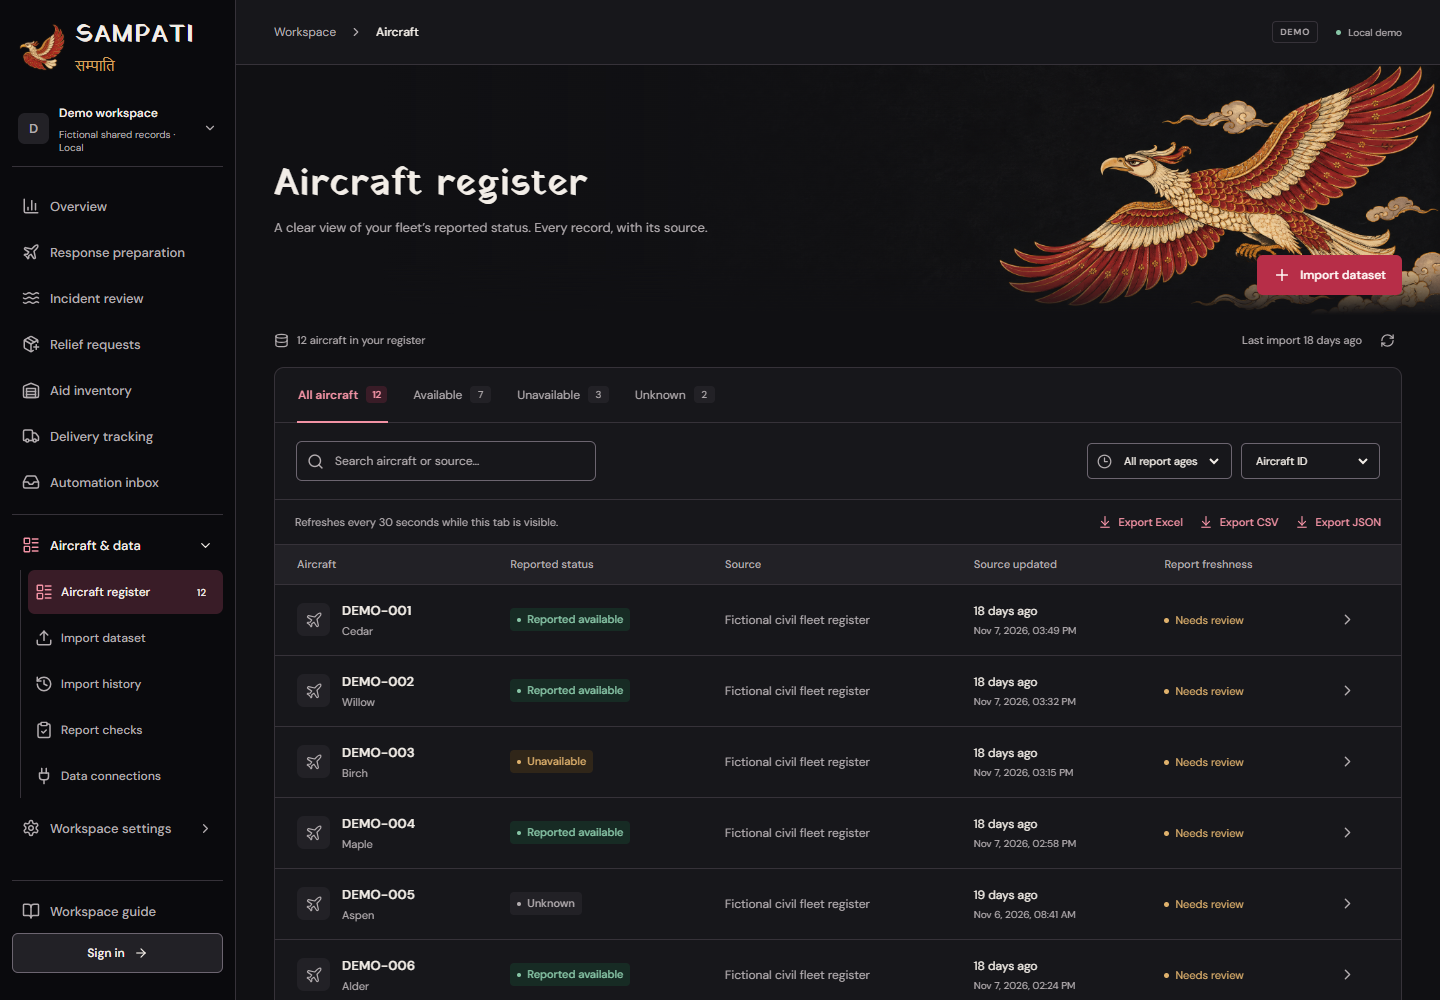 SAMPATI
सम्पाति
D
Demo workspace
Fictional shared records ·
Local
Overview
Response preparation
Incident review
Relief requests
Aid inventory
Delivery tracking
Automation inbox
Aircraft & data
Aircraft register 12
Import dataset
Import history
Report checks
Data connections
Workspace settings
Workspace guide
Sign in
Workspace Aircraft
DEMO
Local demo
Aircraft register
A clear view of your fleet’s reported status. Every record, with its source.
Import dataset
12 aircraft in your register
Last import 18 days ago
All aircraft 12 Available 7 Unavailable 3 Unknown 2
Search aircraft or source…
All report ages
Aircraft ID
Refreshes every 30 seconds while this tab is visible.
Export Excel Export CSV Export JSON
Aircraft Reported status Source Source updated Report freshness
DEMO-001 Reported available Fictional civil fleet register 18 days ago Needs review
Cedar Nov 7, 2026, 03:49 PM
DEMO-002 Reported available Fictional civil fleet register 18 days ago Needs review
Willow Nov 7, 2026, 03:32 PM
DEMO-003 Unavailable Fictional civil fleet register 18 days ago Needs review
Birch Nov 7, 2026, 03:15 PM
DEMO-004 Reported available Fictional civil fleet register 18 days ago Needs review
Maple Nov 7, 2026, 02:58 PM
DEMO-005 Unknown Fictional civil fleet register 19 days ago Needs review
Aspen Nov 6, 2026, 08:41 AM
DEMO-006 Reported available Fictional civil fleet register 18 days ago Needs review
Alder Nov 7, 2026, 02:24 PM